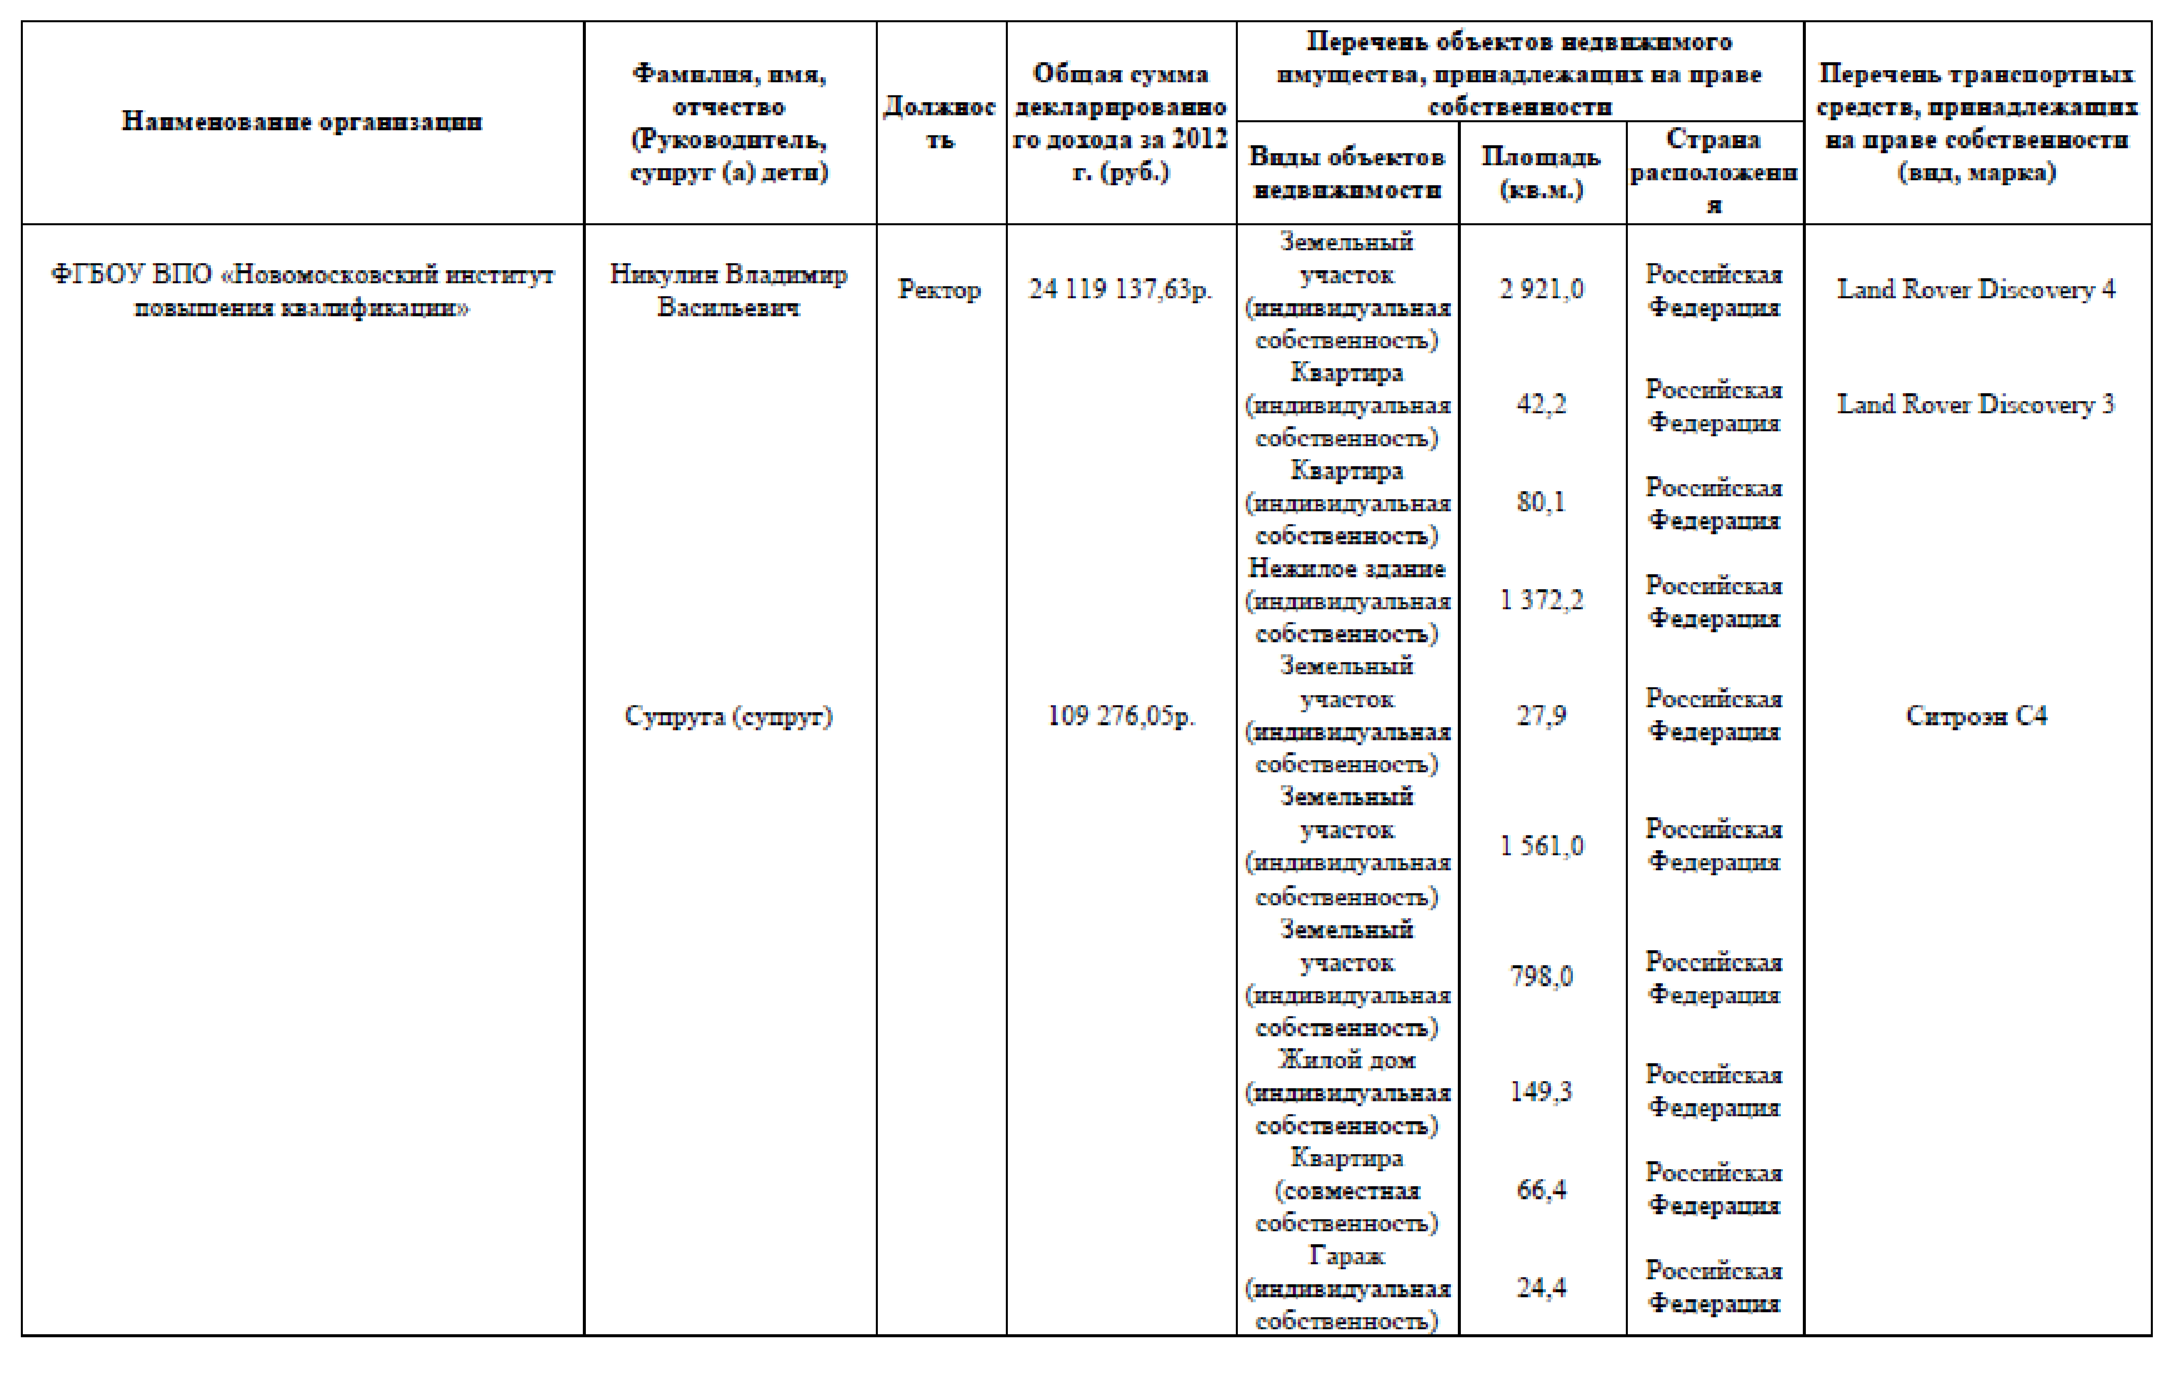 Наименование организации
Фамилия, имя,
отчество
(Руководитель,
супруг (а) дети)
Должнос
ть
Общая сумма
декларированно
го дохода за 2012
г. (руб.)
Перечень объектов недвижимого
имущества, принадлежащих на праве
собственности
Виды объектов
недвижимости
Площадь
(кв.м.)
Страна
расположени
я
Перечень транспортных
средств, принадлежащих
на праве собственности
(вид, марка)
ФГБОУ ВПО «Новомосковский институт
повышения квалификации»
Никулин Владимир
Васильевич
Ректор
24 119 137,63р.
Земельный
участок
(индивидуальная
собственность)
2 921,0
Российская
Федерация
Land Rover Discovery 4
Квартира
(индивидуальная
собственность)
42,2
Российская
Федерация
Land Rover Discovery 3
Квартира
(индивидуальная
собственность)
80,1
Российская
Федерация
Нежилое здание
(индивидуальная
собственность)
1 372,2
Российская
Федерация
Супруга (супруг)
109 276,05р.
Земельный
участок
(индивидуальная
собственность)
27,9
Российская
Федерация
Ситроэн С4
Земельный
участок
(индивидуальная
собственность)
1 561,0
Российская
Федерация
Земельный
участок
(индивидуальная
собственность)
798,0
Российская
Федерация
Жилой дом
(индивидуальная
собственность)
149,3
Российская
Федерация
Квартира
(совместная
собственность)
66,4
Российская
Федерация
Гараж
(индивидуальная
собственность)
24,4
Российская
Федерация